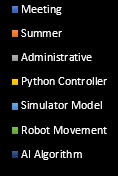 Meeting
Summer
Administrative
Python Controller
Simulator Model
Robot Movement
AI Algorithm